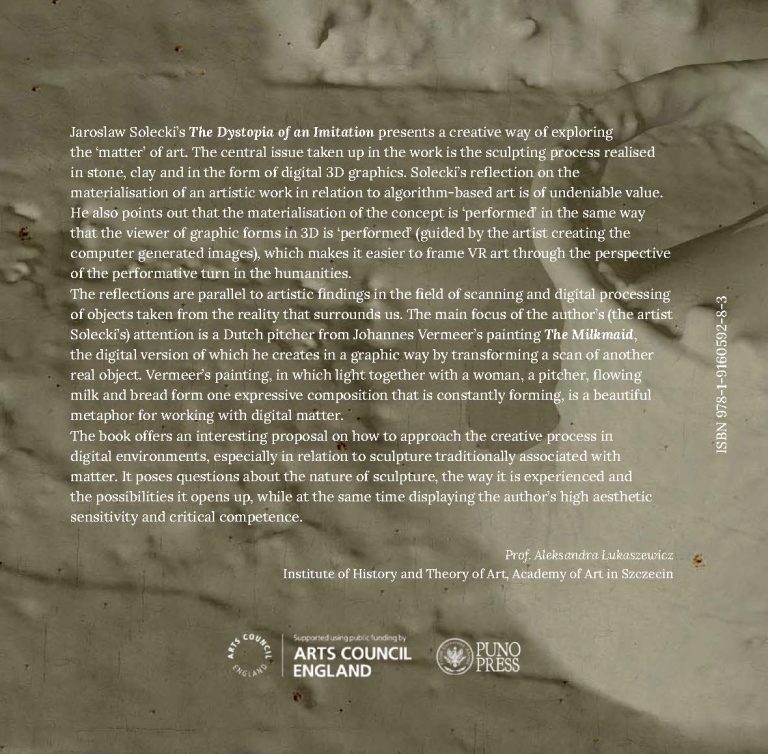 Jaroslaw Solecki's The Dystopia of an Imitation presents a creative way of exploring
the 'matter' of art. The central issue taken up in the work is the sculpting process realised
in stone, clay and in the form of digital 3D graphics. Solecki's reflection on the
materialisation of an artistic work in relation to algorithm-based art is of undeniable value.
He also points out that the materialisation of the concept is 'performed' in the same way
that the viewer of graphic forms in 3D is 'performed' (guided by the artist creating the
computer generated images), which makes it easier to frame VR art through the perspective
of the performative turn in the humanities.
The reflections are parallel to artistic findings in the field of scanning and digital processing
of objects taken from the reality that surrounds us. The main focus of the author's (the artist
Solecki's) attention is a Dutch pitcher from Johannes Vermeer's painting The Milkmaid,
the digital version of which he creates in a graphic way by transforming a scan of another
real object. Vermeer's painting, in which light together with a woman, a pitcher, flowing
milk and bread form one expressive composition that is constantly forming, is a beautiful
metaphor for working with digital matter.
The book offers an interesting proposal on how to approach the creative process in
digital environments, especially in relation to sculpture traditionally associated with
matter. It poses questions about the nature of sculpture, the way it is experienced and
the possibilities it opens up, while at the same time displaying the author's high aesthetic
sensitivity and critical competence.
Prof. Aleksandra Lukaszewicz
Institute of History and Theory of Art, Academy of Art in Szczecin
ISBN 978-1-9160592-8-3
ARTS COUNCIL
ENGLAND
Supported using public funding by
ARTS COUNCIL
ENGLAND
PUNO
PRESS